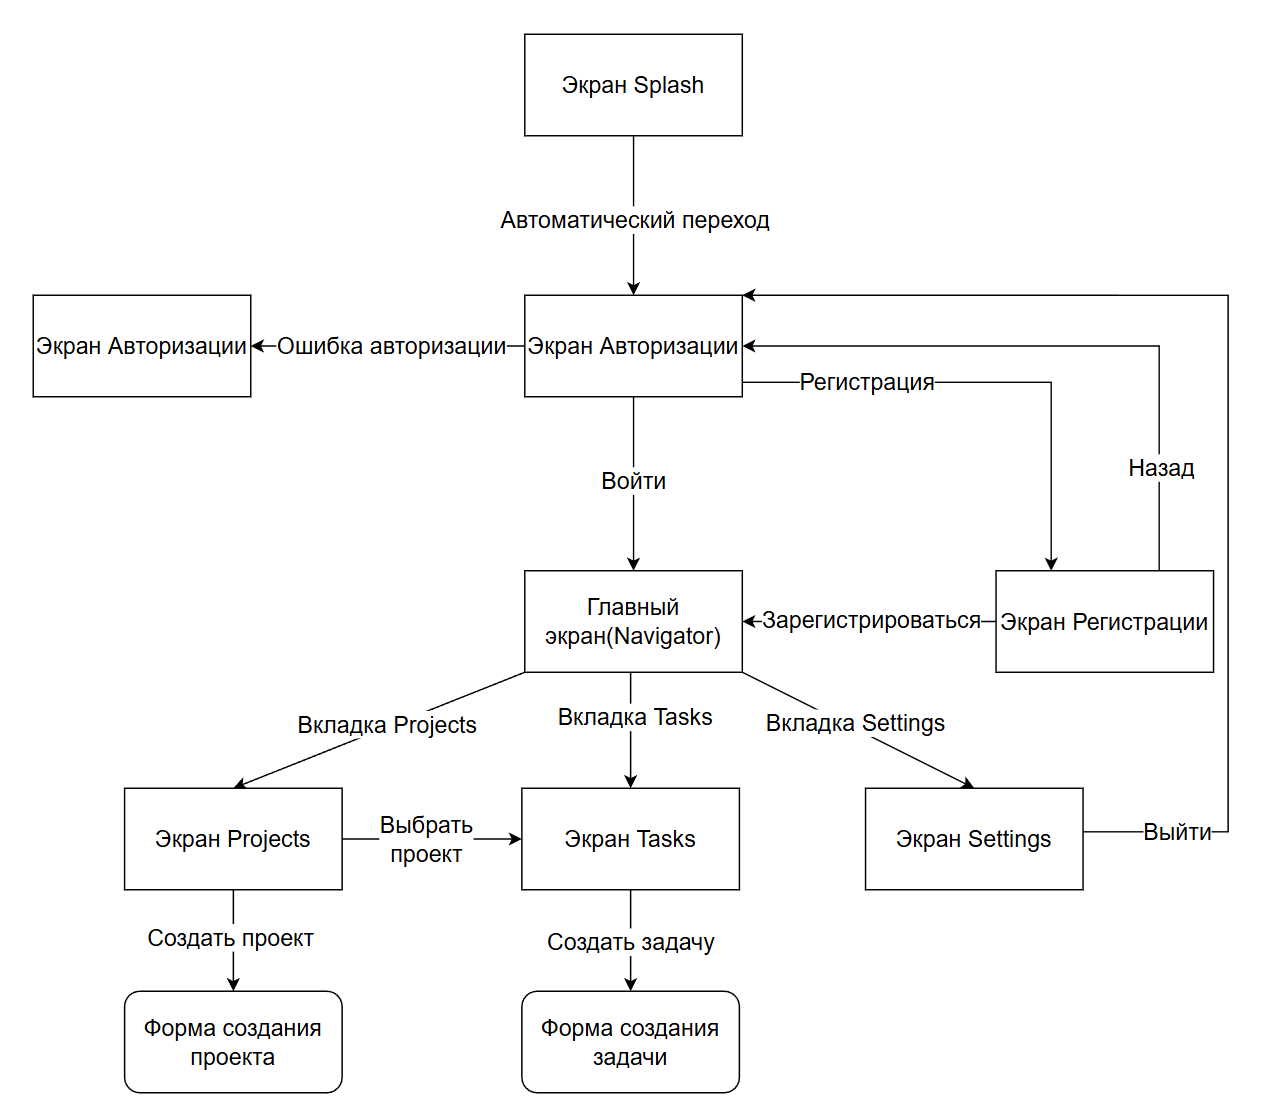 Экран Splash
Автоматический переход
Экран Авторизации
Ошибка авторизации
Экран Авторизации
Регистрация
Назад
Войти
Главный
экран(Navigator)
Зарегистрироваться
Экран Регистрации
Вкладка Projects
Вкладка Tasks
Вкладка Settings
Экран Projects
Выбрать
проект
Экран Tasks
Экран Settings
Выйти
Создать проект
Создать задачу
Форма создания
проекта
Форма создания
задачи